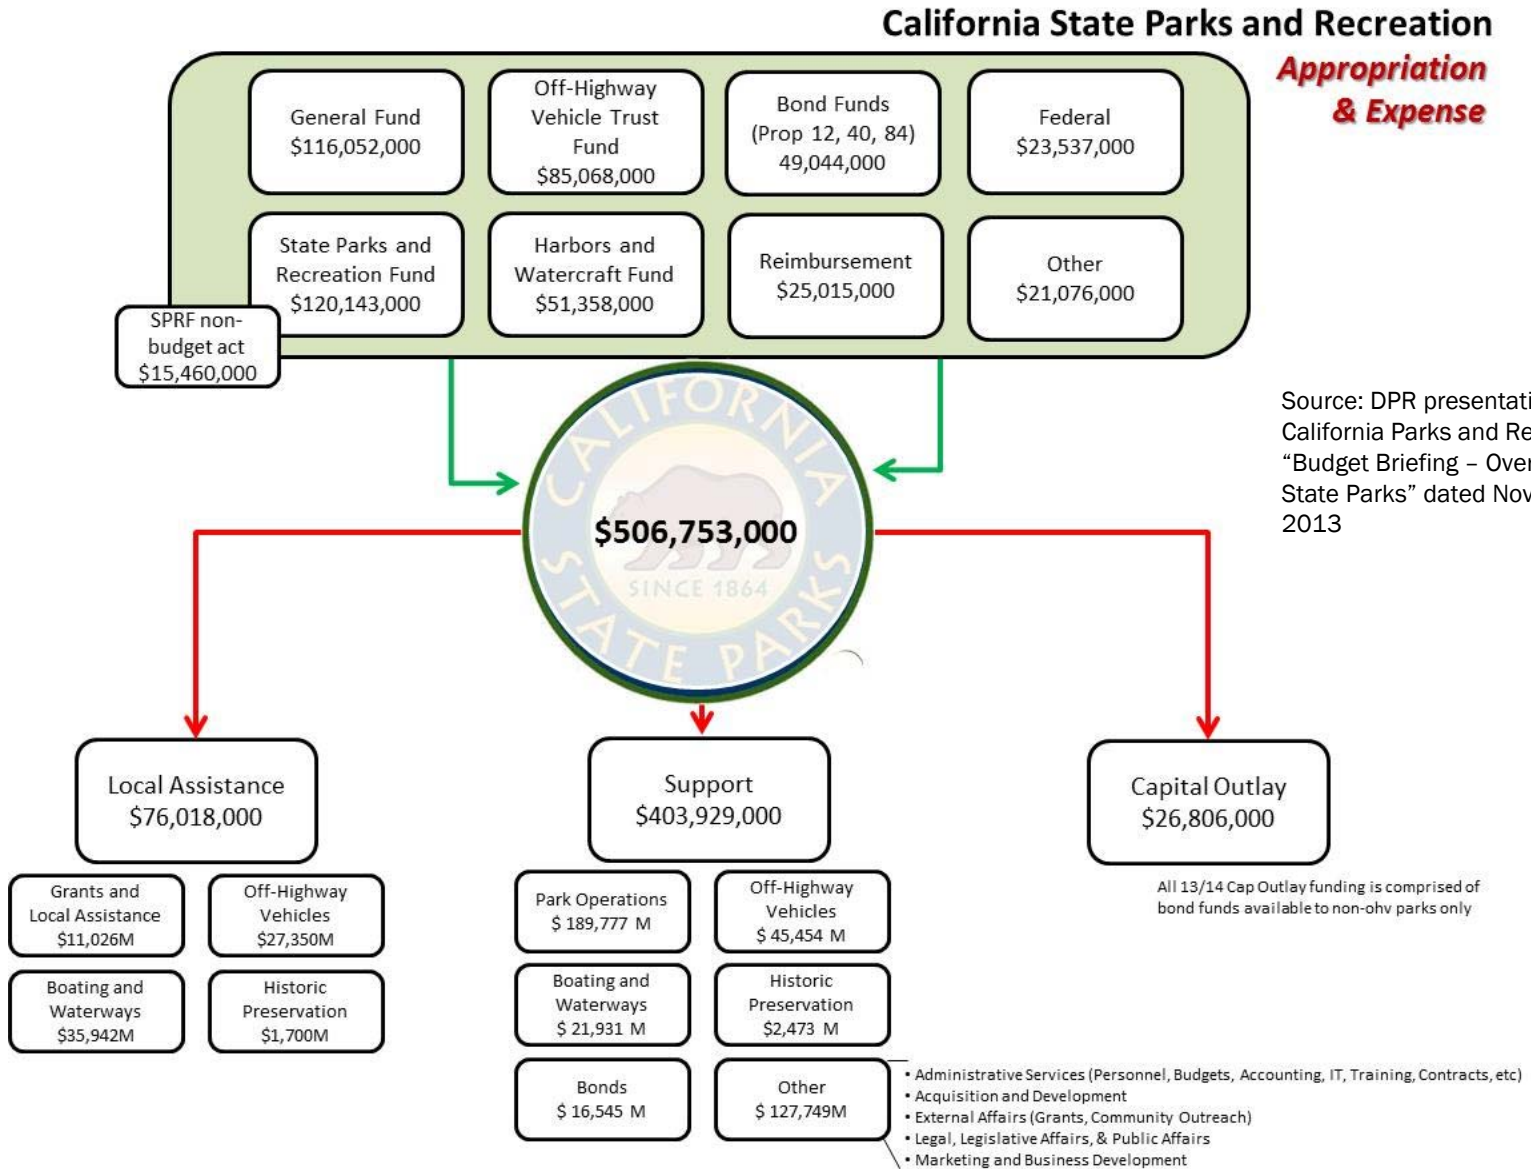 California State Parks and Recreation
Appropriation
& Expense
General Fund
$116,052,000
Off-Highway
Vehicle Trust
Fund
$85,068,000
Bond Funds
(Prop 12, 40, 84)
49,044,000
Federal
$23,537,000
State Parks and
Recreation Fund
$120,143,000
Harbors and
Watercraft Fund
$51,358,000
Reimbursement
$25,015,000
Other
$21,076,000
SPRF non-
budget act
$15,460,000
Source: DPR presentati
California Parks and Re
“Budget Briefing – Over
State Parks” dated Nov
2013
CALIFORNIA
$506,753,000
SINCE 1864
STATE PARKS
Local Assistance
$76,018,000
Support
$403,929,000
Capital Outlay
$26,806,000
Grants and
Local Assistance
$11,026M
Off-Highway
Vehicles
$27,350M
Boating and
Waterways
$35,942M
Historic
Preservation
$1,700M
Park Operations
$ 189,777 M
Off-Highway
Vehicles
$ 45,454 M
Boating and
Waterways
$ 21,931 M
Historic
Preservation
$2,473 M
Bonds
$ 16,545 M
Other
$ 127,749M
All 13/14 Cap Outlay funding is comprised of
bond funds available to non-ohv parks only
• Administrative Services (Personnel, Budgets, Accounting, IT, Training, Contracts, etc)
• Acquisition and Development
• External Affairs (Grants, Community Outreach)
• Legal, Legislative Affairs, & Public Affairs
• Marketing and Business Development